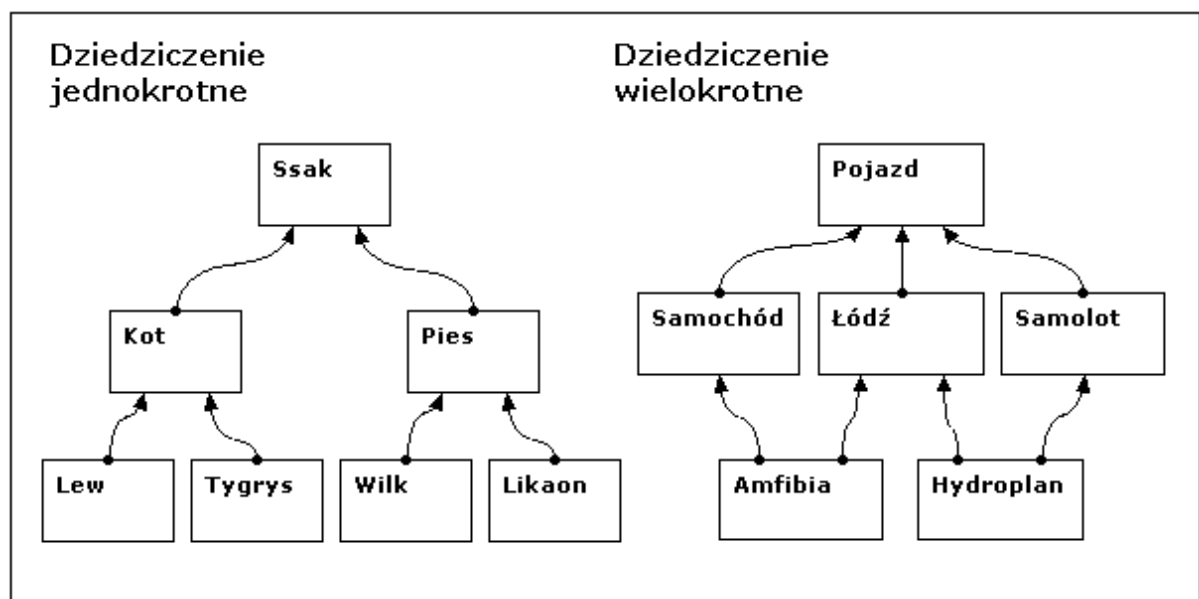 Dziedziczenie
jednokrotne
Ssak
Kot
Pies
Lew
Tygrys
Wilk
Likaon
Dziedziczenie
wielokrotne
Pojazd
Samochód
Łódź
Samolot
Amfibia
Hydroplan